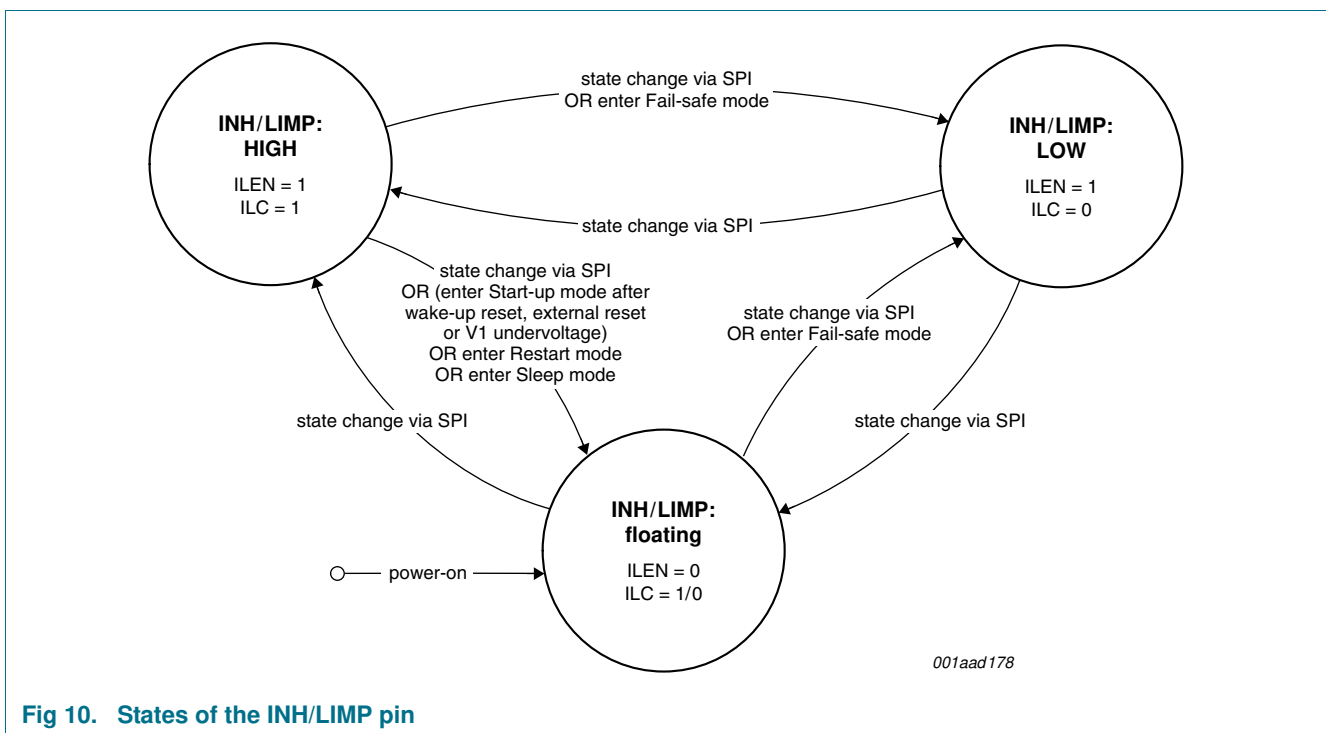 state change via SPI
OR enter Fail-safe mode
INH/LIMP:
HIGH
ILEN = 1
ILC = 1
INH/LIMP:
LOW
ILEN = 1
ILC = 0
state change via SPI
state change via SPI
OR (enter Start-up mode after
wake-up reset, external reset
or V1 undervoltage)
OR enter Restart mode
OR enter Sleep mode
state change via SPI
OR enter Fail-safe mode
state change via SPI
state change via SPI
INH/LIMP:
floating
ILEN = 0
ILC = 1/0
power-on
001aad178
Fig 10. States of the INH/LIMP pin